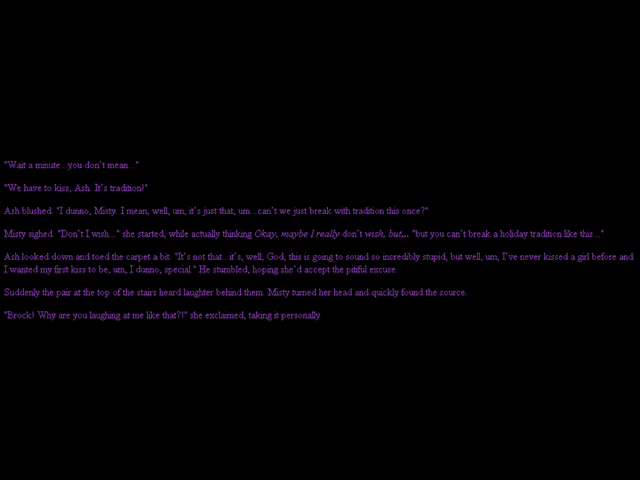 "Wait a minute...you don't mean..."
"We have to kiss, Ash. It's tradition!"
Ash blushed. "I dunno, Misty. I mean, well, um, it's just that, um...can't we just break with tradition this once?"
Misty sighed. "Don't I wish..." she started, while actually thinking Okay, maybe I really don't wish, but... "but you can't break a holiday tradition like this..."
Ash looked down and toed the carpet a bit. "It's not that...it's, well, God, this is going to sound so incredibly stupid, but well, um, I've never kissed a girl before and
I wanted my first kiss to be, um, I dunno, special." He stumbled, hoping she'd accept the pitiful excuse.
Suddenly the pair at the top of the stairs heard laughter behind them. Misty turned her head and quickly found the source.
"Brock! Why are you laughing at me like that?!" she exclaimed, taking it personally